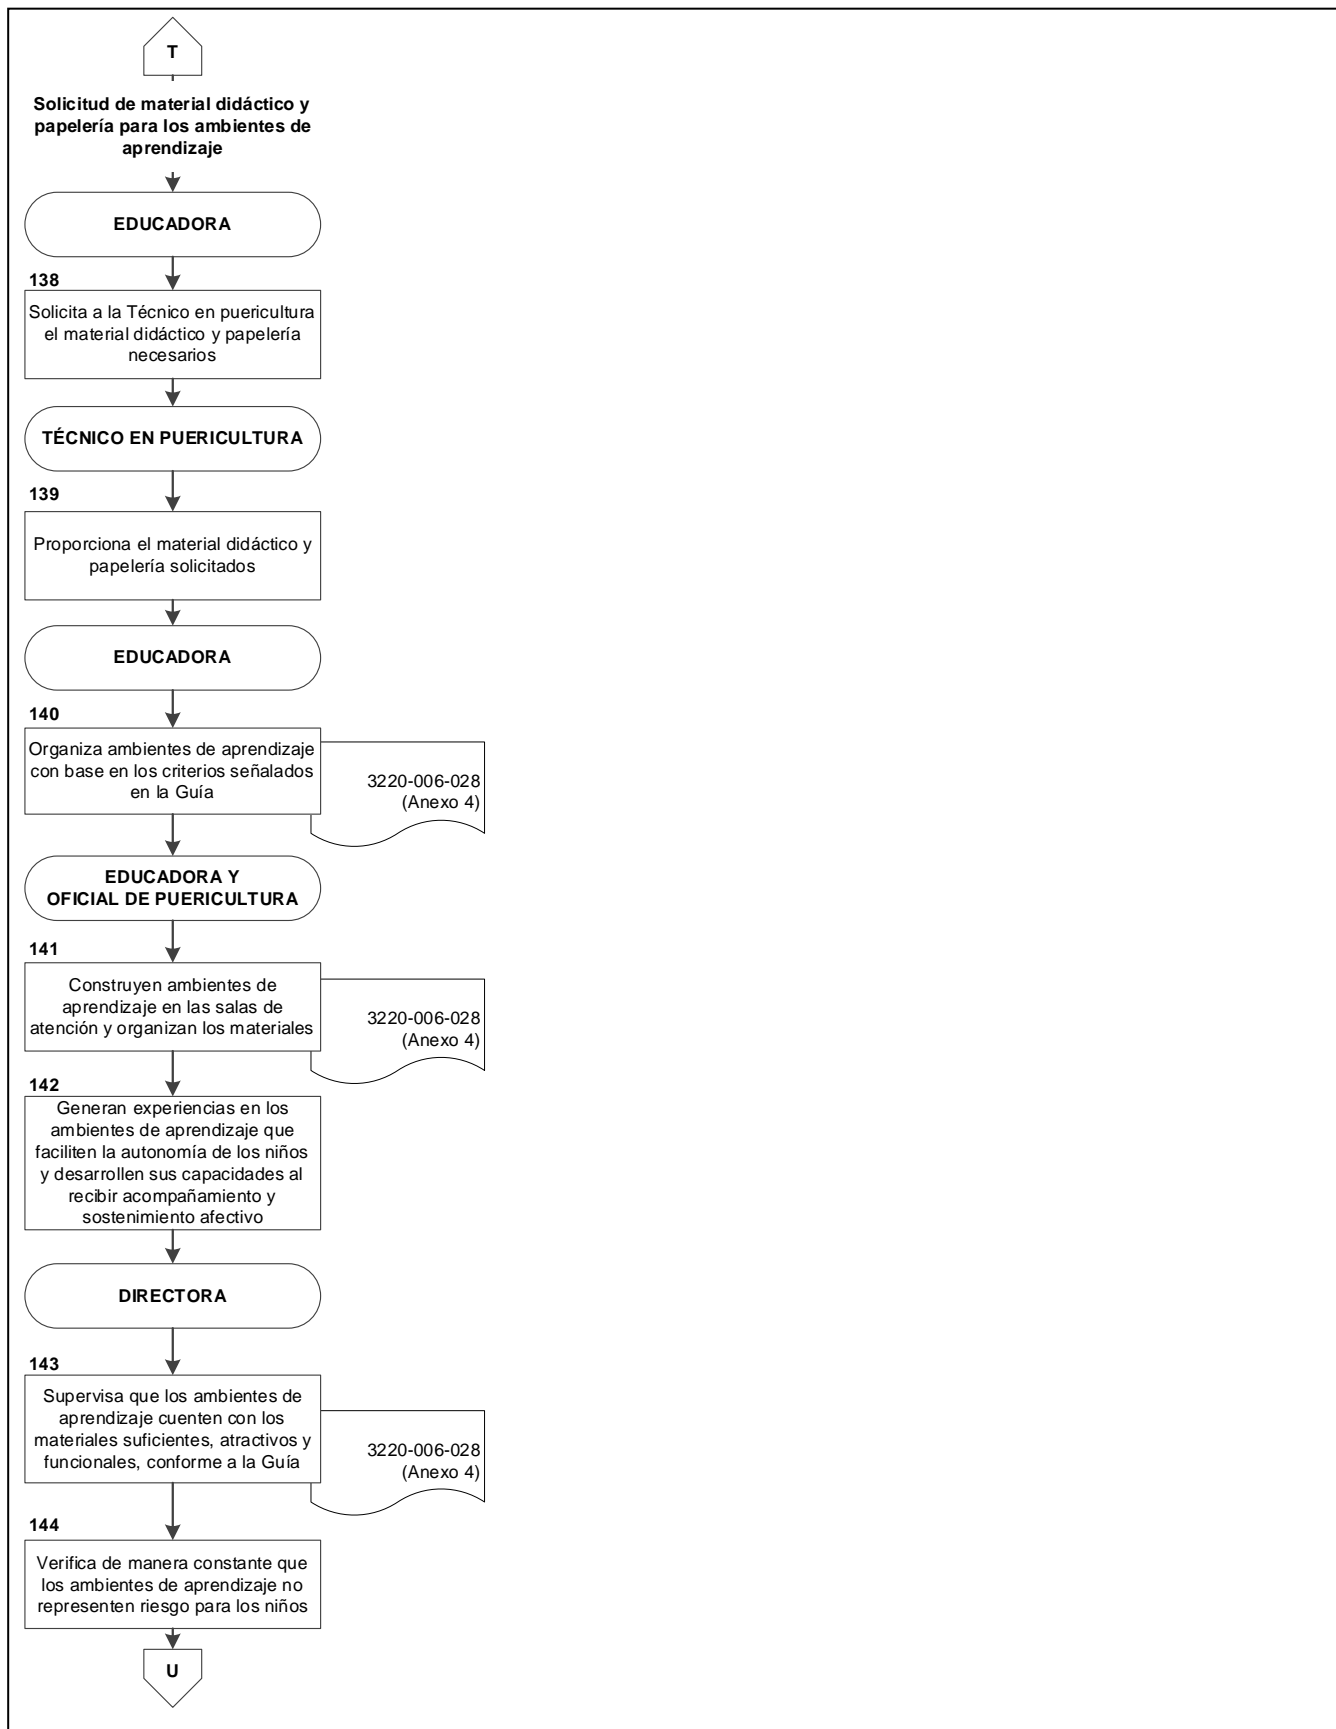 T
Solicitud de material didáctico y
papelería para los ambientes de
aprendizaje
EDUCADORA
138
Solicita a la Técnico en puericultura
el material didáctico y papelería
necesarios
TÉCNICO EN PUERICULTURA
139
Proporciona el material didáctico y
papelería solicitados
EDUCADORA
140
Organiza ambientes de aprendizaje
con base en los criterios señalados
en la Guía
3220-006-028
(Anexo 4)
EDUCADORA Y
OFICIAL DE PUERICULTURA
141
Construyen ambientes de
aprendizaje en las salas de
atención y organizan los materiales
3220-006-028
(Anexo 4)
142
Generan experiencias en los
ambientes de aprendizaje que
faciliten la autonomía de los niños
y desarrollen sus capacidades al
recibir acompañamiento y
sostenimiento afectivo
DIRECTORA
143
Supervisa que los ambientes de
aprendizaje cuenten con los
materiales suficientes, atractivos y
funcionales, conforme a la Guía
3220-006-028
(Anexo 4)
144
Verifica de manera constante que
los ambientes de aprendizaje no
representen riesgo para los niños
U